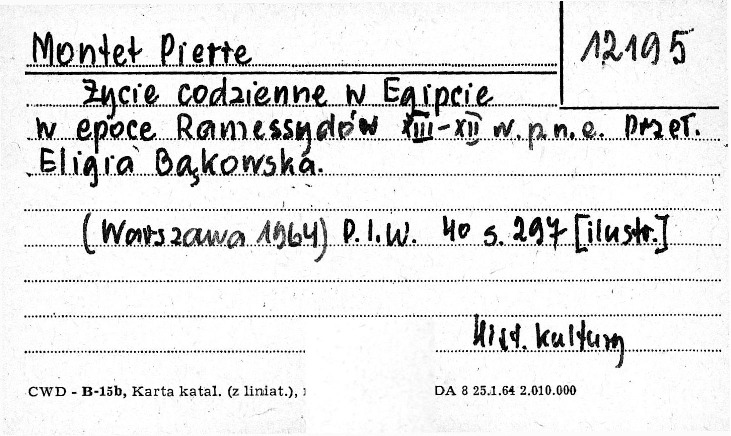 Montet Pierre
12195
Życie codzienne w Egipcie
w epoce Ramessydów XIII-XII w. p.n.e. Przeł.
Eligia Bąkowska.
(Warszawa 1964) P.I.W. 40 s. 297 [ilustr.]
Hist. kultury
CWD - B-15b, Karta katal. (z liniat.),
DA 8 25.1.64 2.010.000